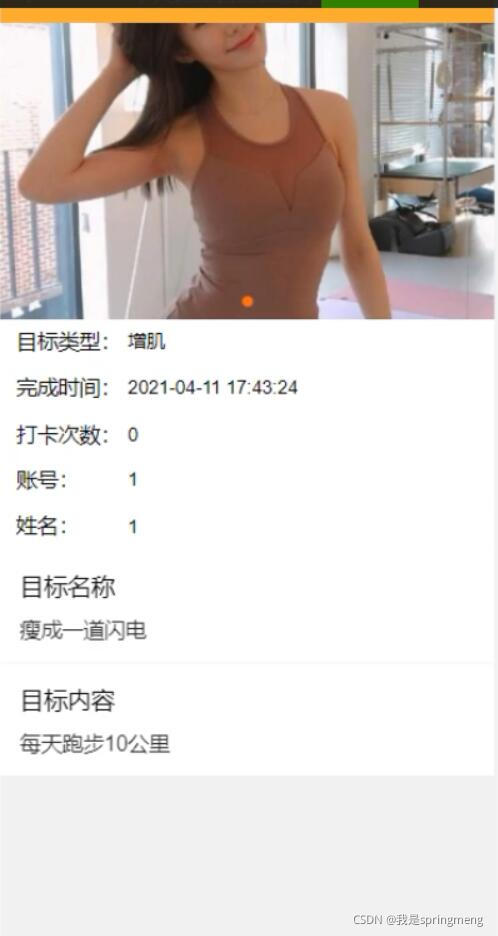 目标类型： 增肌
完成时间： 2021-04-11 17:43:24
打卡次数： 0
账号： 1
姓名： 1
目标名称
瘦成一道闪电
目标内容
每天跑步10公里
CSDN @我是springmeng